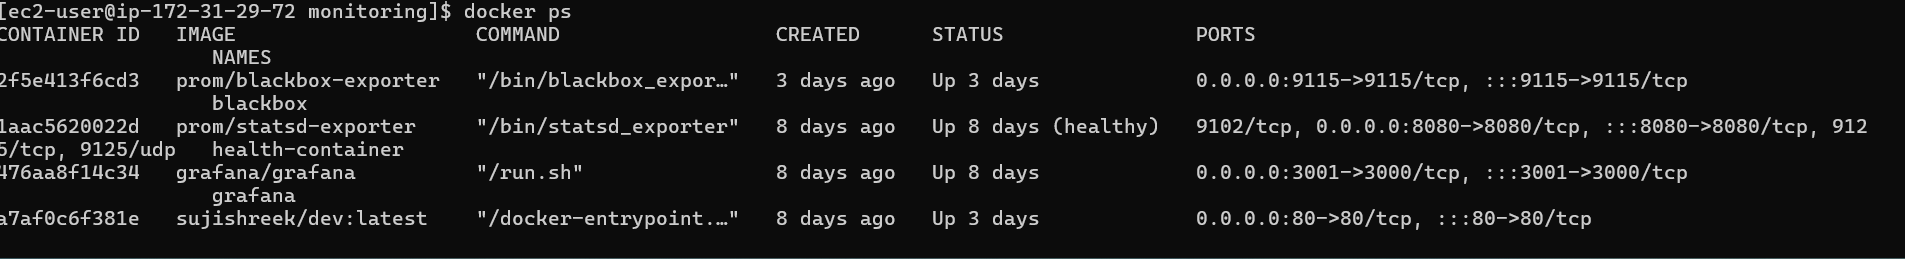 [ec2-user@ip-172-31-29-72 monitoring]$ docker ps
CONTAINER ID   IMAGE                    COMMAND                  CREATED      STATUS                PORTS
NAMES
2f5e413f6cd3   prom/blackbox-exporter   "/bin/blackbox_expor…"   3 days ago   Up 3 days             0.0.0.0:9115->9115/tcp, :::9115->9115/tcp
blackbox
1aac5620022d   prom/statsd-exporter     "/bin/statsd_exporter"   8 days ago   Up 8 days (healthy)   9102/tcp, 0.0.0.0:8080->8080/tcp, :::8080->8080/tcp, 912
5/tcp, 9125/udp   health-container
476aa8f14c34   grafana/grafana          "/run.sh"                8 days ago   Up 8 days             0.0.0.0:3001->3000/tcp, :::3001->3000/tcp
grafana
a7af0c6f381e   sujishreek/dev:latest    "/docker-entrypoint.…"   8 days ago   Up 3 days             0.0.0.0:80->80/tcp, :::80->80/tcp